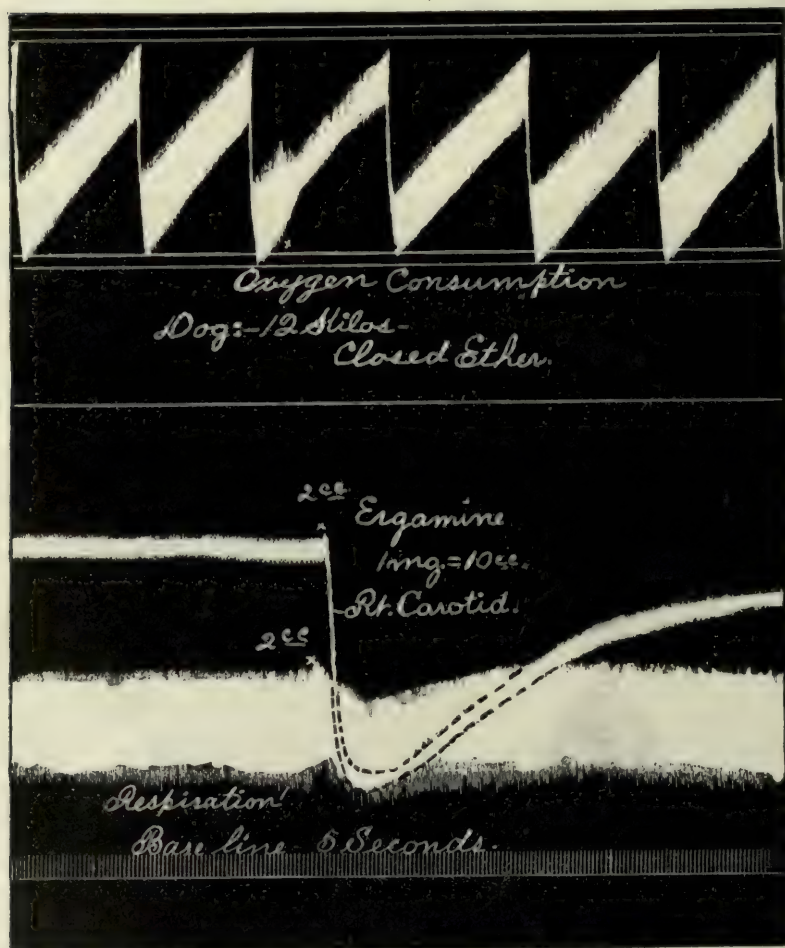 Oxygen Consumption
Dog:-12 Kilos-
Closed Ether.
2cc
Ergamine
1mg.=10cc.
Rt. Carotid.
2cc
Respiration
Base line - 5 Seconds.